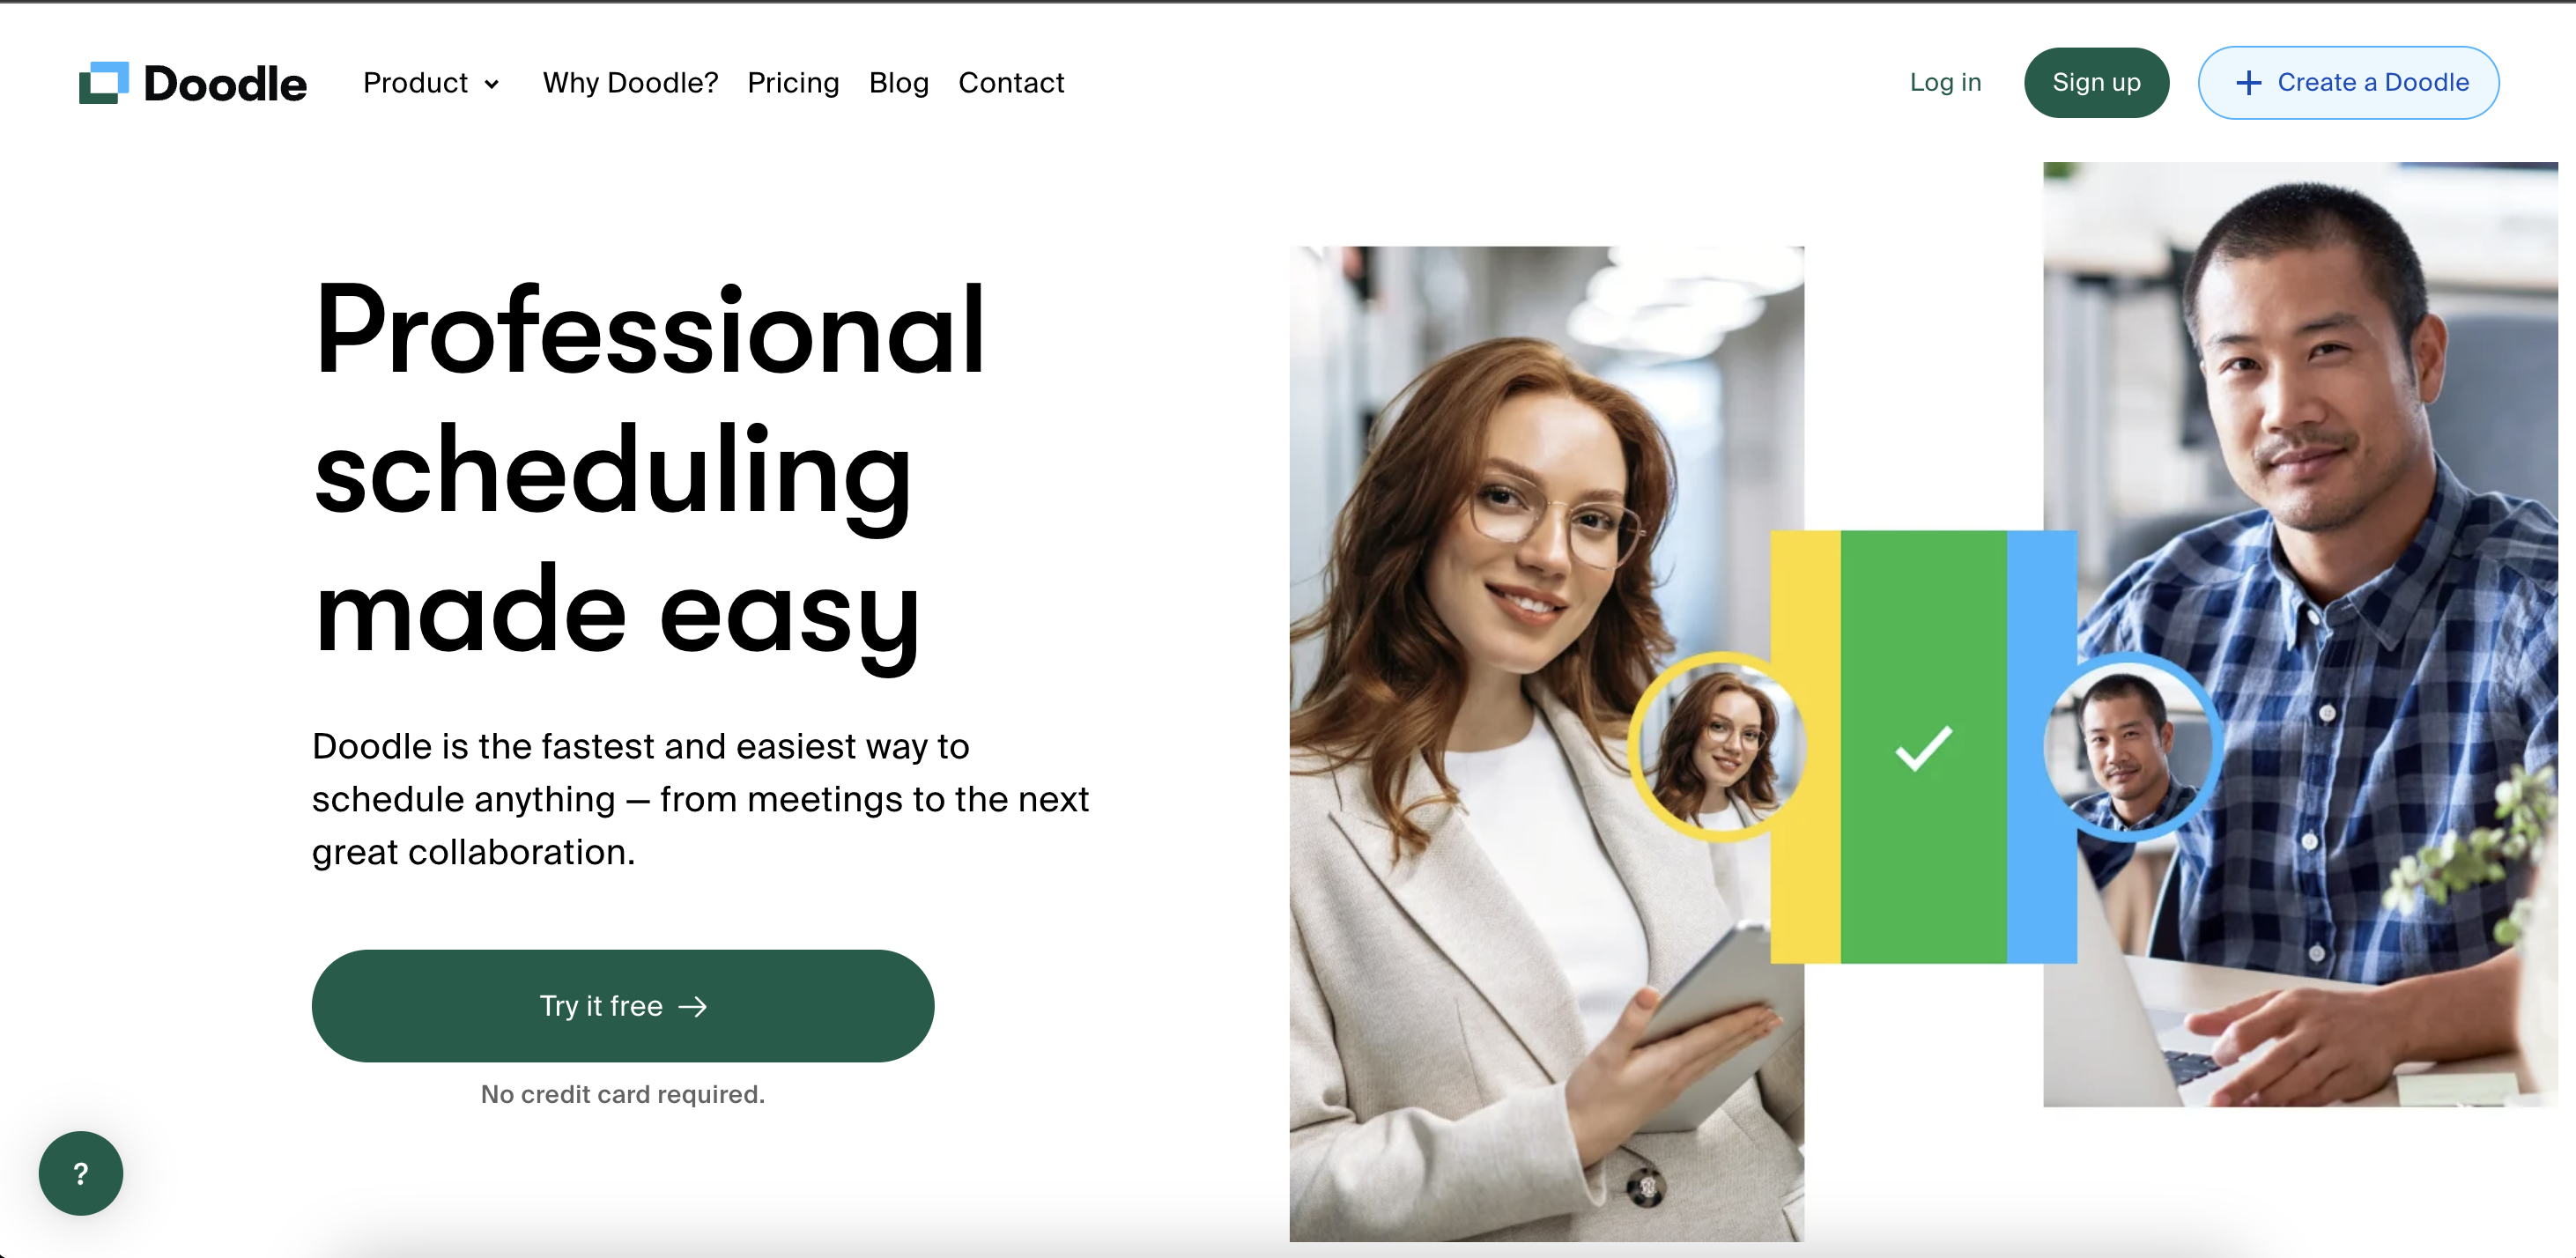 Doodle
Product
Why Doodle?
Pricing
Blog
Contact
Log in
Sign up
+ Create a Doodle
Professional
scheduling
made easy
Doodle is the fastest and easiest way to
schedule anything — from meetings to the next
great collaboration.
Try it free →
No credit card required.
?